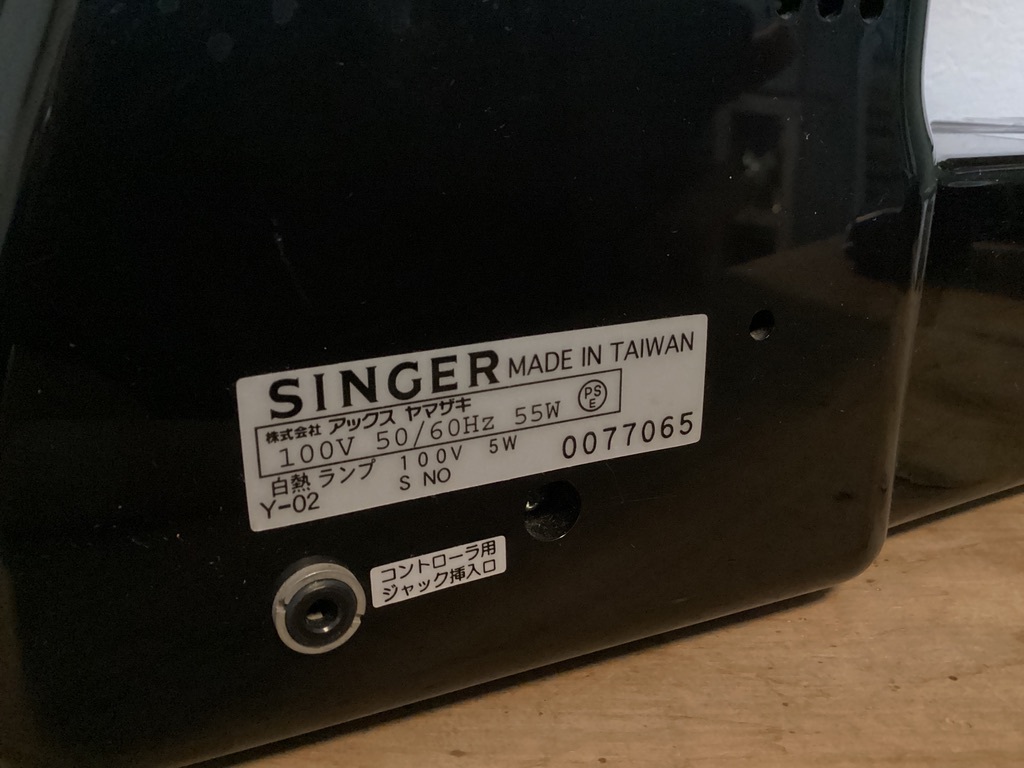 SINGER MADE IN TAIWAN
株式会社 アックス ヤマザキ
100V 50/60Hz 55W PSE
白熱 ランプ 100V 5W
Y-02 S NO 0077065
コントローラ用
ジャック挿入口